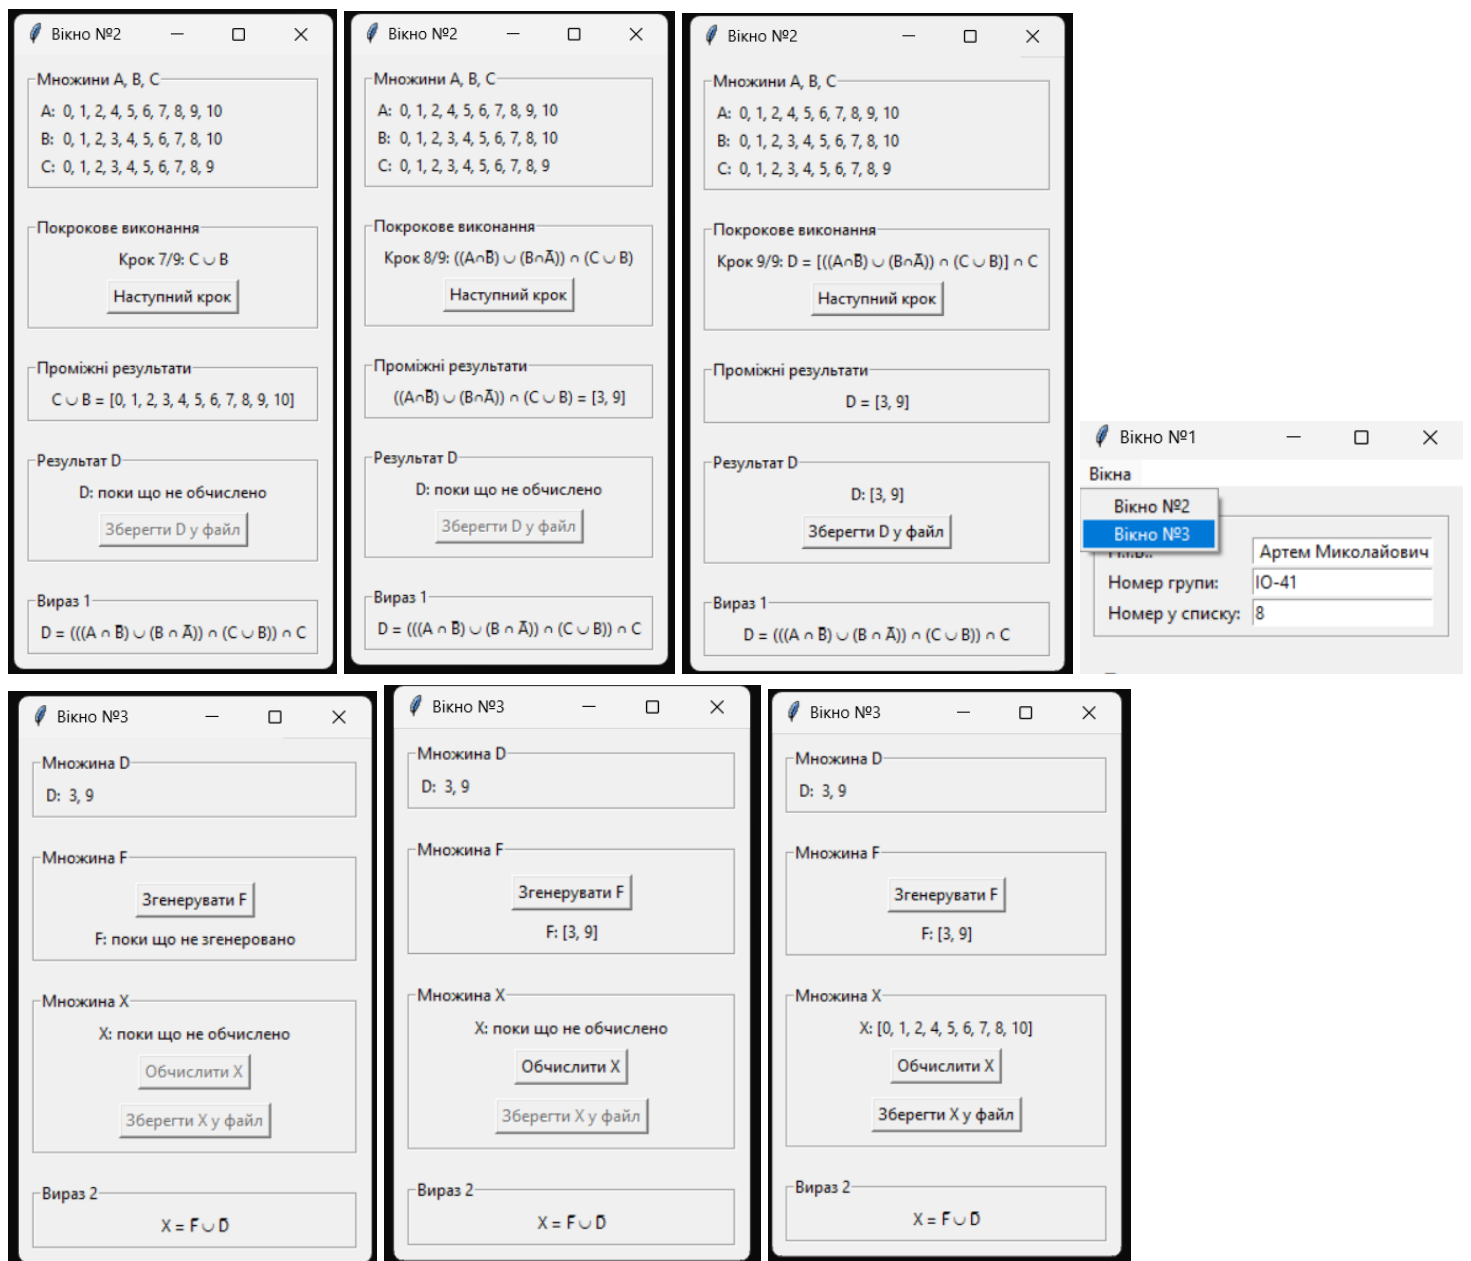 Вікно №2
Множини A, B, C
A: 0, 1, 2, 4, 5, 6, 7, 8, 9, 10
B: 0, 1, 2, 3, 4, 5, 6, 7, 8, 10
C: 0, 1, 2, 3, 4, 5, 6, 7, 8, 9
Покрокове виконання
Крок 7/9: C ∪ B
Наступний крок
Проміжні результати
C ∪ B = [0, 1, 2, 3, 4, 5, 6, 7, 8, 9, 10]
Результат D
D: поки що не обчислено
Зберегти D у файл
Вираз 1
D = (((A ∩ B̅) ∪ (B ∩ A̅)) ∩ (C ∪ B)) ∩ C
Вікно №2
Множини A, B, C
A: 0, 1, 2, 4, 5, 6, 7, 8, 9, 10
B: 0, 1, 2, 3, 4, 5, 6, 7, 8, 10
C: 0, 1, 2, 3, 4, 5, 6, 7, 8, 9
Покрокове виконання
Крок 8/9: ((A∩B̅) ∪ (B∩A̅)) ∩ (C ∪ B)
Наступний крок
Проміжні результати
((A∩B̅) ∪ (B∩A̅)) ∩ (C ∪ B) = [3, 9]
Результат D
D: поки що не обчислено
Зберегти D у файл
Вираз 1
D = (((A ∩ B̅) ∪ (B ∩ A̅)) ∩ (C ∪ B)) ∩ C
Вікно №2
Множини A, B, C
A: 0, 1, 2, 4, 5, 6, 7, 8, 9, 10
B: 0, 1, 2, 3, 4, 5, 6, 7, 8, 10
C: 0, 1, 2, 3, 4, 5, 6, 7, 8, 9
Покрокове виконання
Крок 9/9: D = [((A∩B̅) ∪ (B∩A̅)) ∩ (C ∪ B)] ∩ C
Наступний крок
Проміжні результати
D = [3, 9]
Результат D
D: [3, 9]
Зберегти D у файл
Вираз 1
D = (((A ∩ B̅) ∪ (B ∩ A̅)) ∩ (C ∪ B)) ∩ C
Вікно №1
Вікна
Вікно №2
Вікно №3
Артем Миколайович
Номер групи: IO-41
Номер у списку: 8
Вікно №3
Множина D
D: 3, 9
Множина F
Згенерувати F
F: поки що не згенеровано
Множина X
X: поки що не обчислено
Обчислити X
Зберегти X у файл
Вираз 2
X = F̅ ∪ D̅
Вікно №3
Множина D
D: 3, 9
Множина F
Згенерувати F
F: [3, 9]
Множина X
X: поки що не обчислено
Обчислити X
Зберегти X у файл
Вираз 2
X = F̅ ∪ D̅
Вікно №3
Множина D
D: 3, 9
Множина F
Згенерувати F
F: [3, 9]
Множина X
X: [0, 1, 2, 4, 5, 6, 7, 8, 10]
Обчислити X
Зберегти X у файл
Вираз 2
X = F̅ ∪ D̅